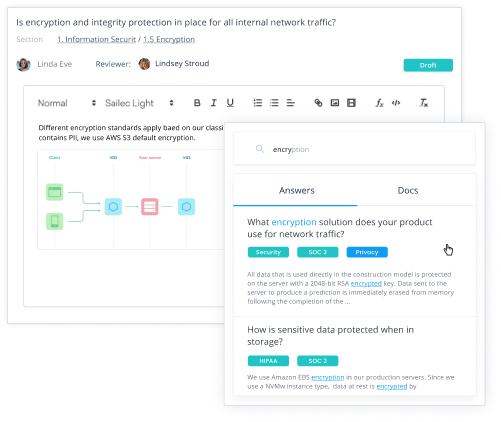 Is encryption and integrity protection in place for all internal network traffic?
Section 1. Information Securit / 1.5 Encryption
Linda Eve Reviewer: Lindsey Stroud Draft
Normal Sailec Light B I U
Different encryption standards apply baed on our classi
contains PII, we use AWS S3 default encryption.
Client VGS Your server VGS
encryption
Answers Docs
What encryption solution does your product
use for network traffic?
Security SOC 2 Privacy
All data that is used directly in the construction model is protected
on the server with a 2048-bit RSA encrypted key. Data sent to the
server to produce a prediction is immediately erased from memory
following the completion of the ...
How is sensitive data protected when in
storage?
HIPAA SOC 2
We use Amazon EBS encryption in our production servers. Since we
use a NVMw instance type, data at rest is encrypted by